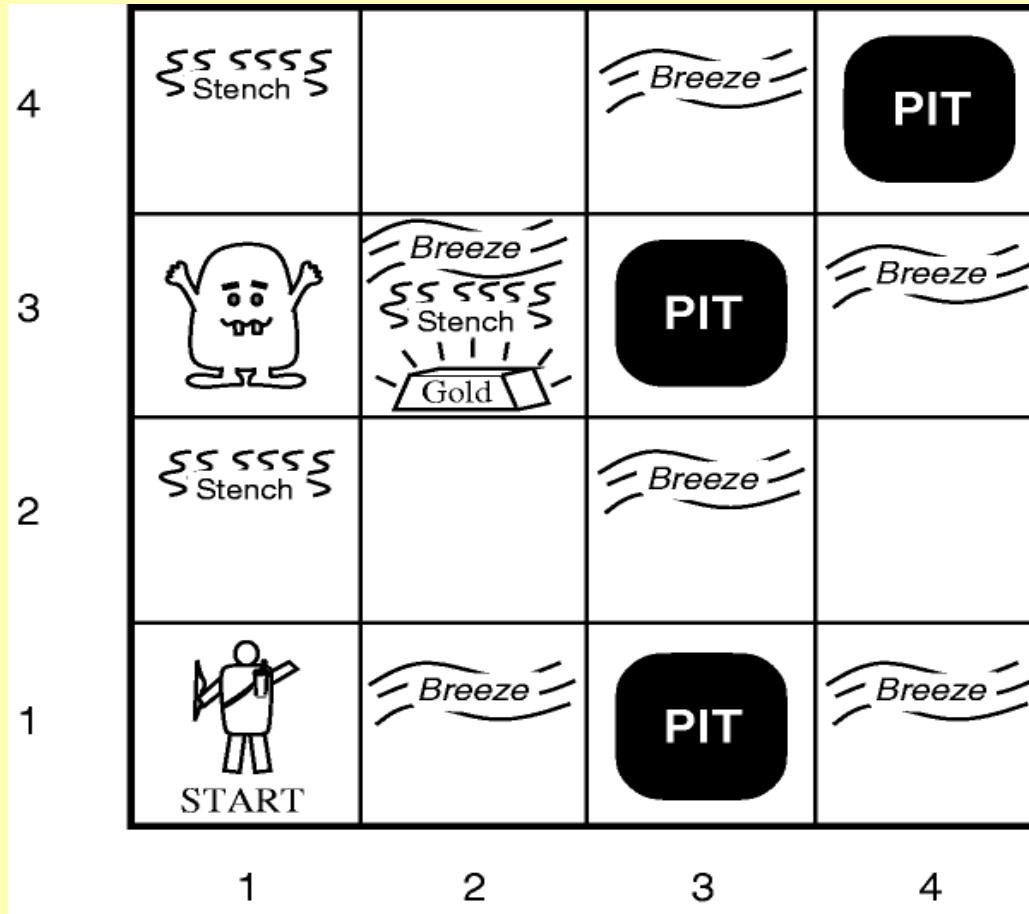 4
Stench
Breeze
PIT
3
Breeze
Stench
Gold
PIT
Breeze
2
Stench
Breeze
1
START
Breeze
PIT
Breeze
1 2 3 4